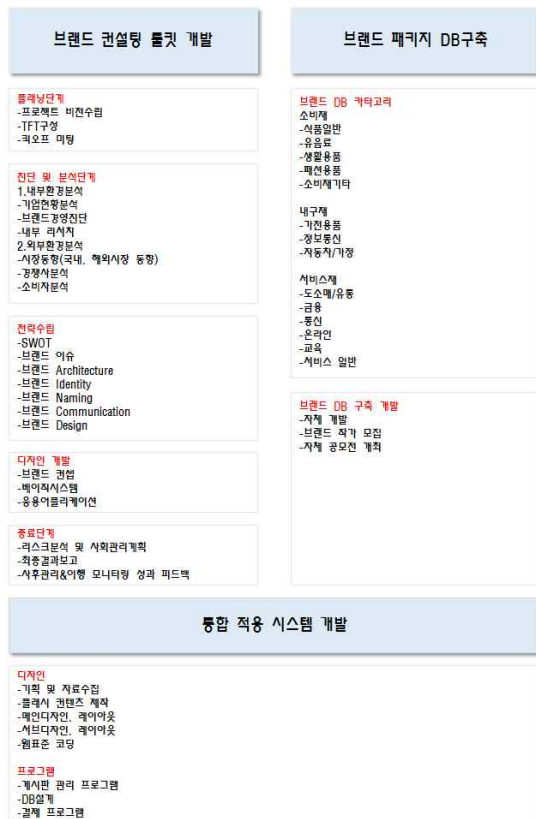 브랜드 컨설팅 툴킷 개발
플래닝단계
-프로젝트 비전수립
-TFT구성
-킥오프 미팅
진단 및 분석단계
1.내부환경분석
-기업현황분석
-브랜드경영진단
-내부 리서치
2.외부환경분석
-시장동향(국내, 해외시장 동향)
-경쟁사분석
-소비자분석
전략수립
-SWOT
-브랜드 이슈
-브랜드 Architecture
-브랜드 Identity
-브랜드 Naming
-브랜드 Communication
-브랜드 Design
디자인 개발
-브랜드 컨셉
-베이직시스템
-응용어플리케이션
종료단계
-리스크분석 및 사회관리계획
-최종결과보고
-사후관리&이행 모니터링 성과 피드백
브랜드 패키지 DB구축
브랜드 DB 카타고리
소비재
-식품일반
-유음료
-생활용품
-패션용품
-소비재기타
내구재
-가전용품
-정보통신
-자동차/가정
서비스재
-도소매/유통
-금융
-통신
-온라인
-교육
-서비스 일반
브랜드 DB 구축 개발
-자체 개발
-브랜드 작가 모집
-자체 공모전 개최
통합 적용 시스템 개발
디자인
-기획 및 자료수집
-플래시 컨텐츠 제작
-메인디자인, 레이아웃
-서브디자인, 레이아웃
-웹표준 코딩
프로그램
-게시판 관리 프로그램
-DB설계
-결제 프로그램